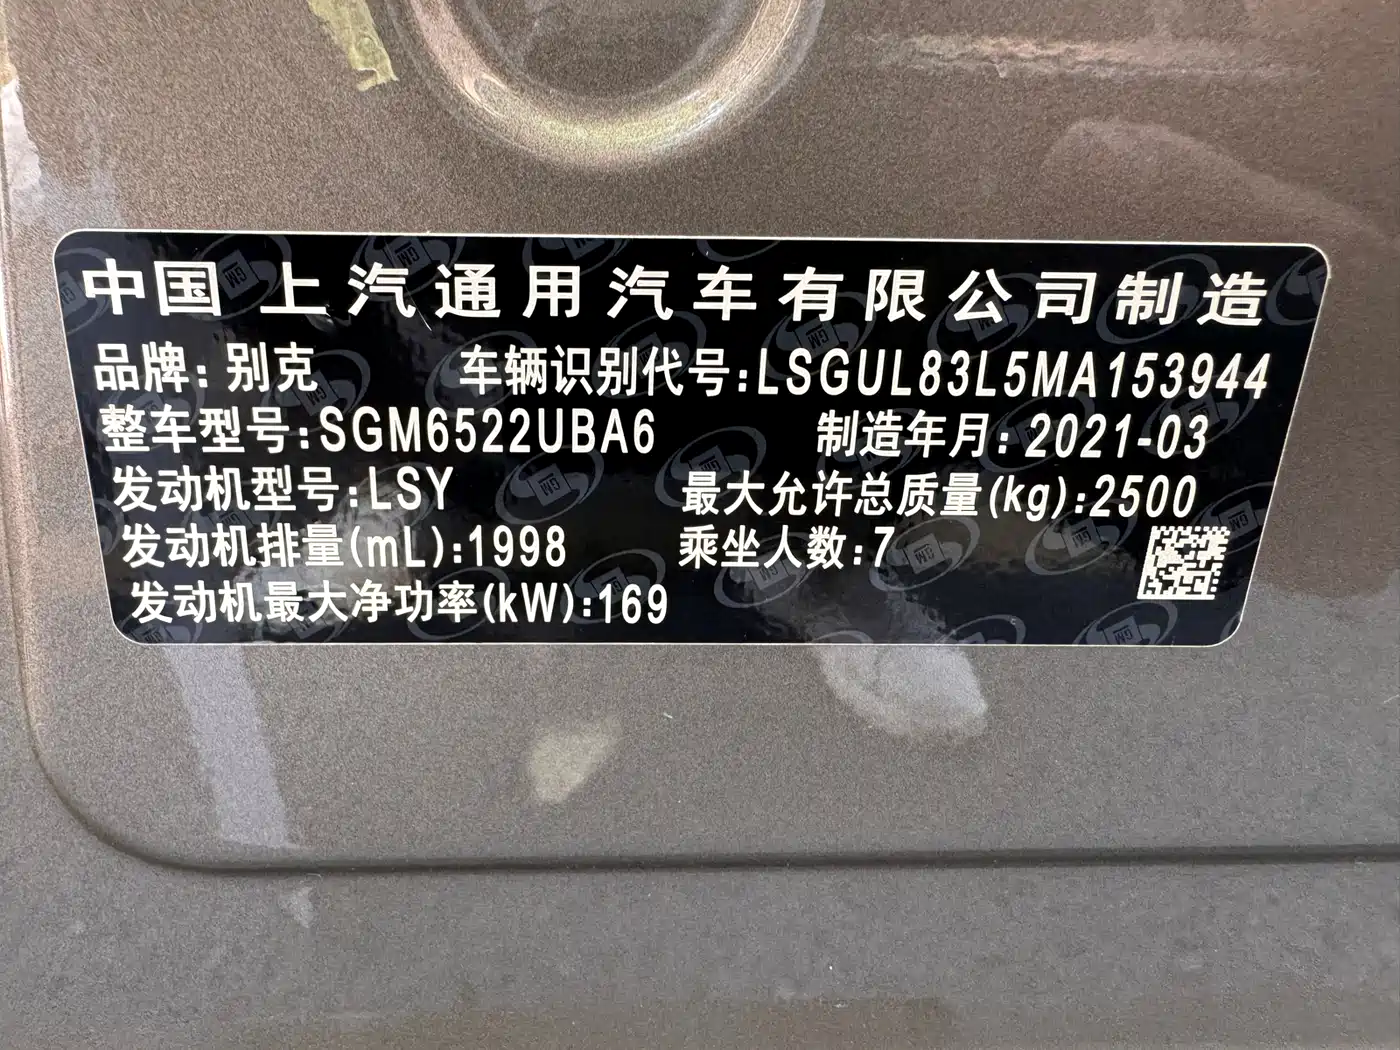 中国 上汽通用汽车有限公司制造
品牌:别克 车辆识别代号:LSGUL83L5MA153944
整车型号:SGM6522UBA6 制造年月:2021-03
发动机型号:LSY 最大允许总质量(kg):2500
发动机排量(mL):1998 乘坐人数:7
发动机最大净功率(kW):169